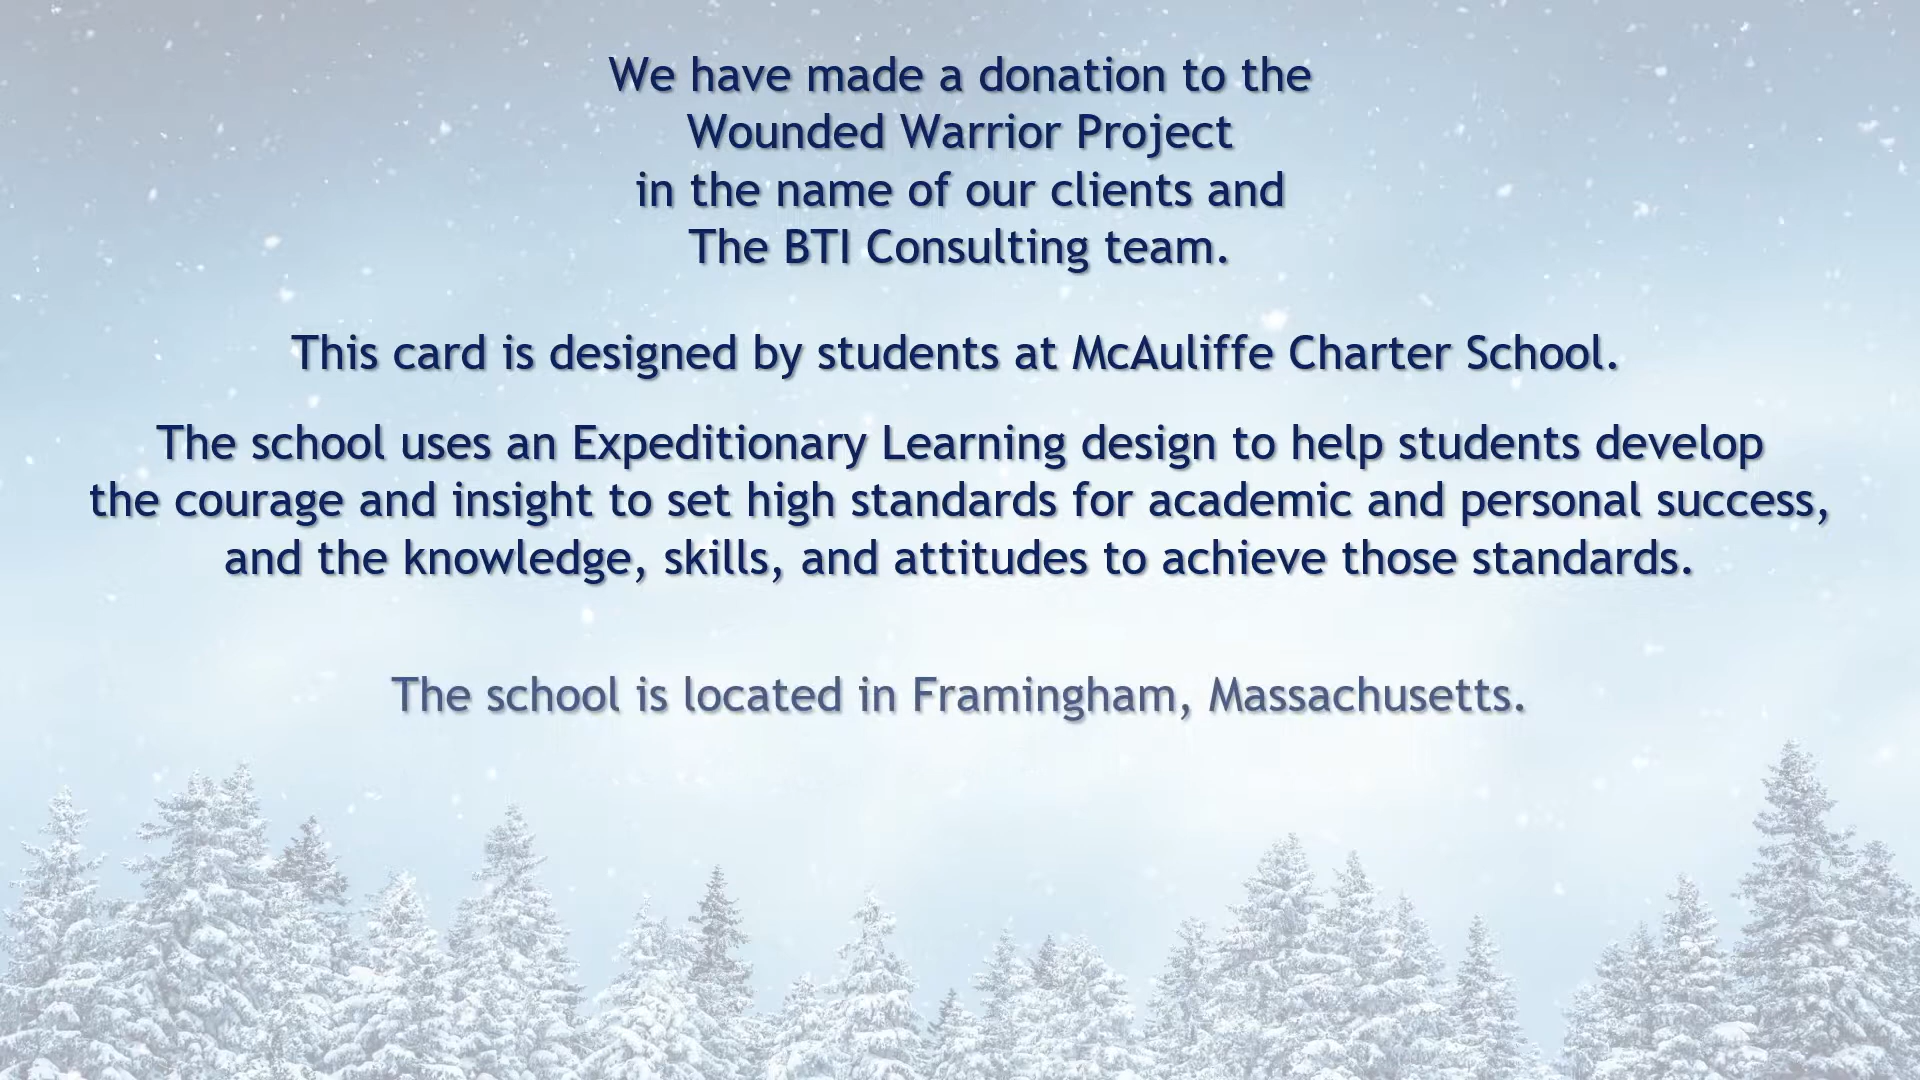 We have made a donation to the
Wounded Warrior Project
in the name of our clients and
The BTI Consulting team.
This card is designed by students at McAuliffe Charter School.
The school uses an Expeditionary Learning design to help students develop
the courage and insight to set high standards for academic and personal success,
and the knowledge, skills, and attitudes to achieve those standards.
The school is located in Framingham, Massachusetts.